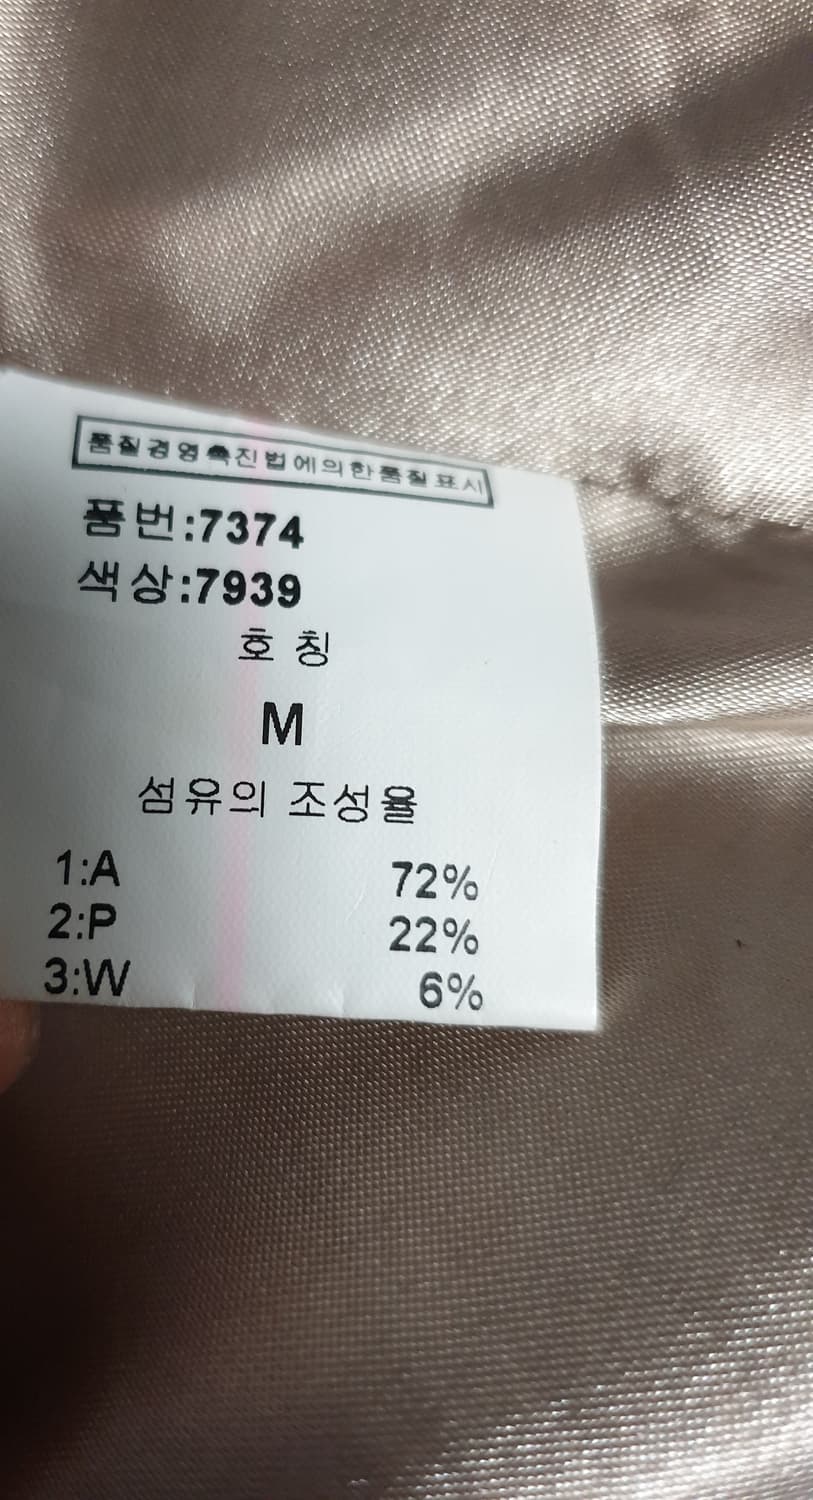 품질경영촉진법에의한품질표시
품번:7374
색상:7939
호칭
M
섬유의 조성율
1:A 72%
2:P 22%
3:W 6%